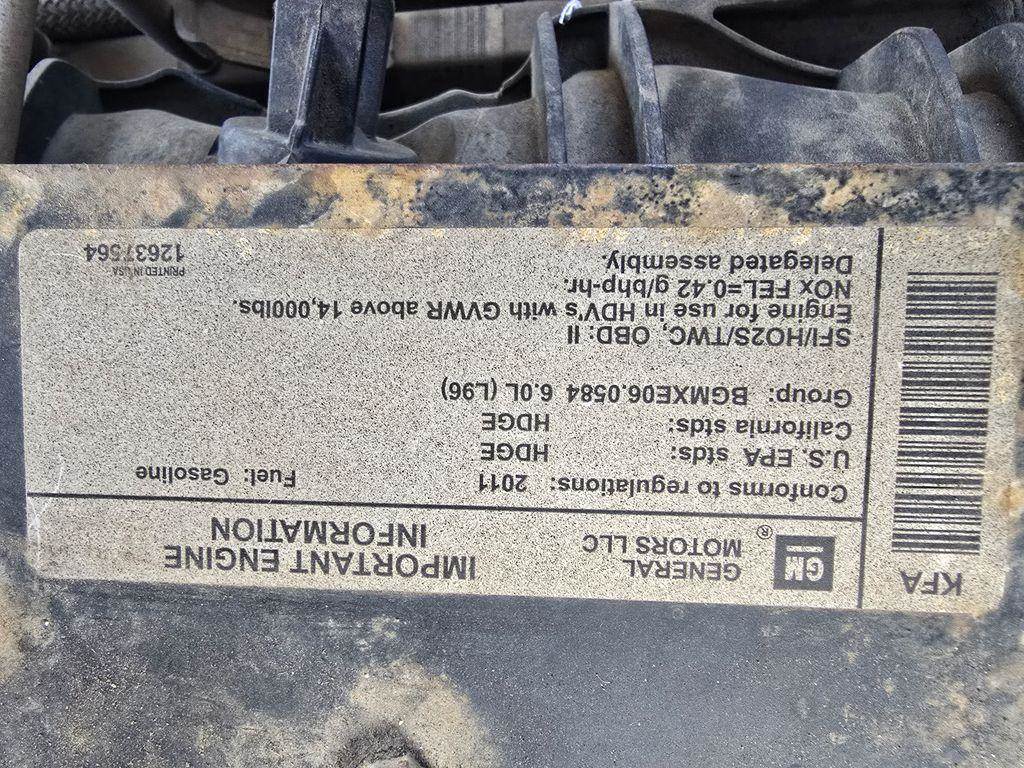 KFA
GM
GENERAL
MOTORS LLC
®
IMPORTANT ENGINE
INFORMATION
Conforms to regulations: 2011 Fuel: Gasoline
U.S. EPA stds: HDGE
California stds: HDGE
Group: BGMXE06.0584 6.0L (L96)
SFI/HO2S/TWC, OBD: II
Engine for use in HDV's with GVWR above 14,000lbs.
NOX FEL=0.42 g/bhp-hr.
Delegated assembly.
PRINTED IN USA
12637564